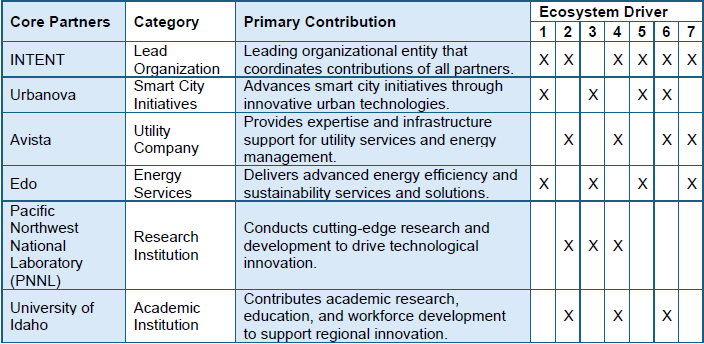 Core Partners Category Primary Contribution Ecosystem Driver
1 2 3 4 5 6 7
INTENT
Lead
Organization
Leading organizational entity that
coordinates contributions of all partners.
X X X X X X
Urbanova
Smart City
Initiatives
Advances smart city initiatives through
innovative urban technologies.
X X X X
Avista
Utility
Company
Provides expertise and infrastructure
support for utility services and energy
management.
X X X X
Edo
Energy
Services
Delivers advanced energy efficiency and
sustainability services and solutions.
X X X X
Pacific
Northwest
National
Laboratory
(PNNL)
Research
Institution
Conducts cutting-edge research and
development to drive technological
innovation.
X X X
University of
Idaho
Academic
Institution
Contributes academic research,
education, and workforce development
to support regional innovation.
X X X